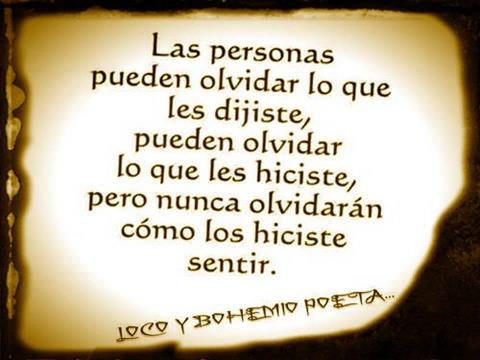 Las personas
pueden olvidar lo que
les dijiste,
pueden olvidar
lo que les hiciste,
pero nunca olvidarán
cómo los hiciste
sentir.
LOCO Y BOHEMIO POETA...